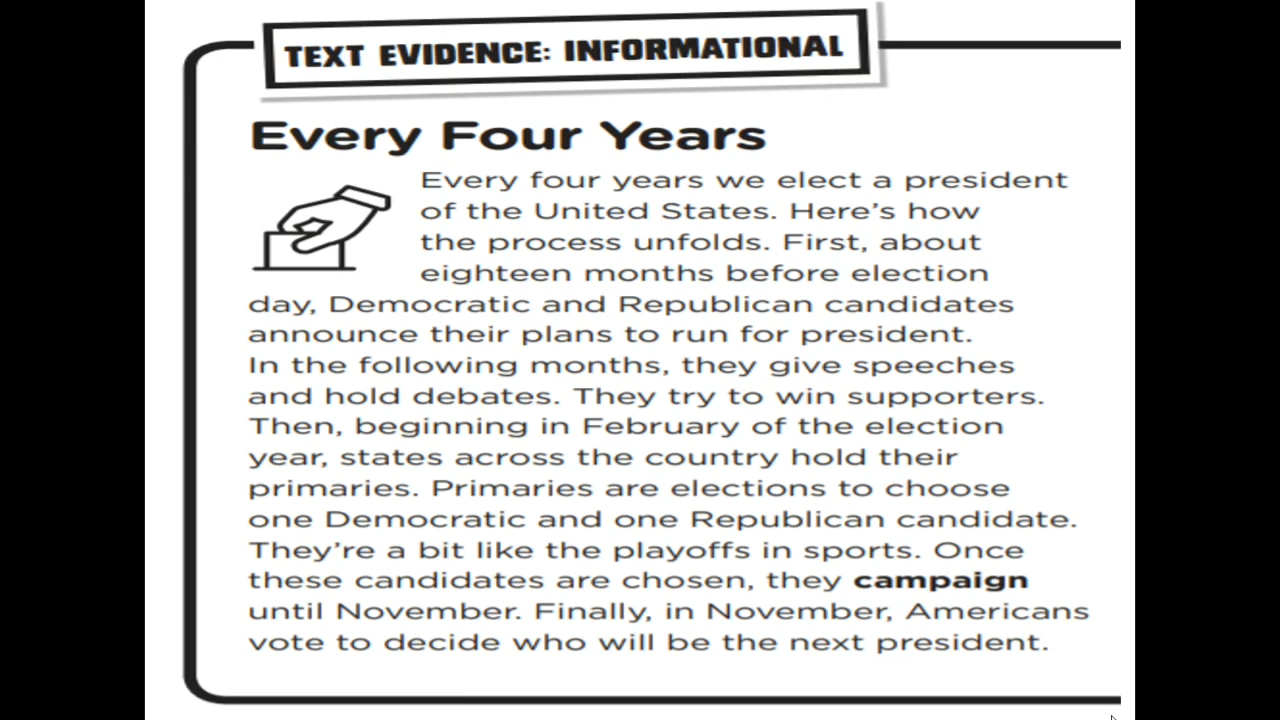 TEXT EVIDENCE: INFORMATIONAL
Every Four Years
Every four years we elect a president
of the United States. Here's how
the process unfolds. First, about
eighteen months before election
day, Democratic and Republican candidates
announce their plans to run for president.
In the following months, they give speeches
and hold debates. They try to win supporters.
Then, beginning in February of the election
year, states across the country hold their
primaries. Primaries are elections to choose
one Democratic and one Republican candidate.
They're a bit like the playoffs in sports. Once
these candidates are chosen, they campaign
until November. Finally, in November, Americans
vote to decide who will be the next president.